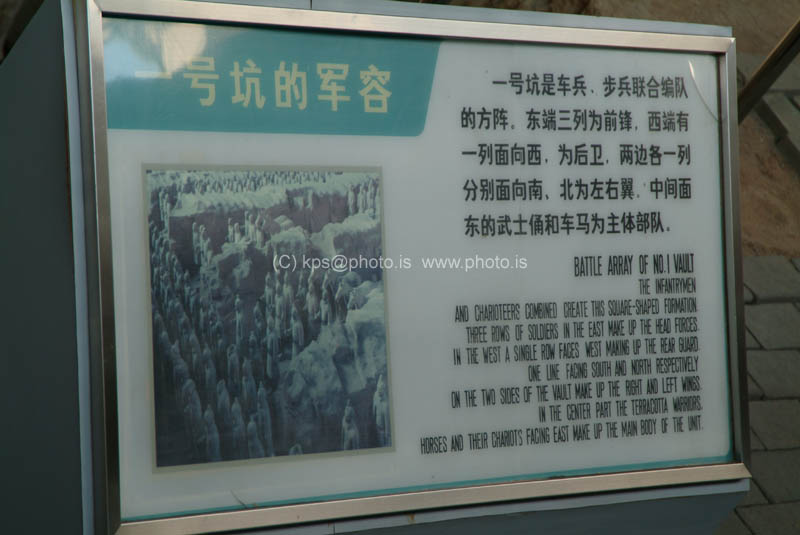 一号坑的军容
一号坑是车兵、步兵联合编队
的方阵。东端三列为前锋，西端有
一列面向西，为后卫，两边各一列
分别面向南、北为左右翼。中间面
东的武士俑和车马为主体部队。
BATTLE ARRAY OF NO.1 VAULT
THE INFANTRYMEN
AND CHARIOTEERS COMBINED CREATE THIS SQUARE-SHAPED FORMATION.
THREE ROWS OF SOLDIERS IN THE EAST MAKE UP THE HEAD FORCES.
IN THE WEST A SINGLE ROW FACES WEST MAKING UP THE REAR GUARD.
ONE LINE FACING SOUTH AND NORTH RESPECTIVELY
ON THE TWO SIDES OF THE VAULT MAKE UP THE RIGHT AND LEFT WINGS.
IN THE CENTER PART THE TERRACOTTA WARRIORS.
HORSES AND THEIR CHARIOTS FACING EAST MAKE UP THE MAIN BODY OF THE UNIT.
(C) kps@photo.is www.photo.is